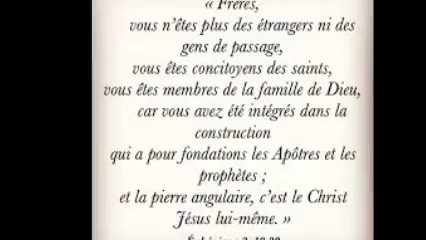 « Frères,
vous n'êtes plus des étrangers ni des
gens de passage,
vous êtes concitoyens des saints,
vous êtes membres de la famille de Dieu,
car vous avez été intégrés dans la
construction
qui a pour fondations les Apôtres et les
prophètes ;
et la pierre angulaire, c'est le Christ
Jésus lui-même. »